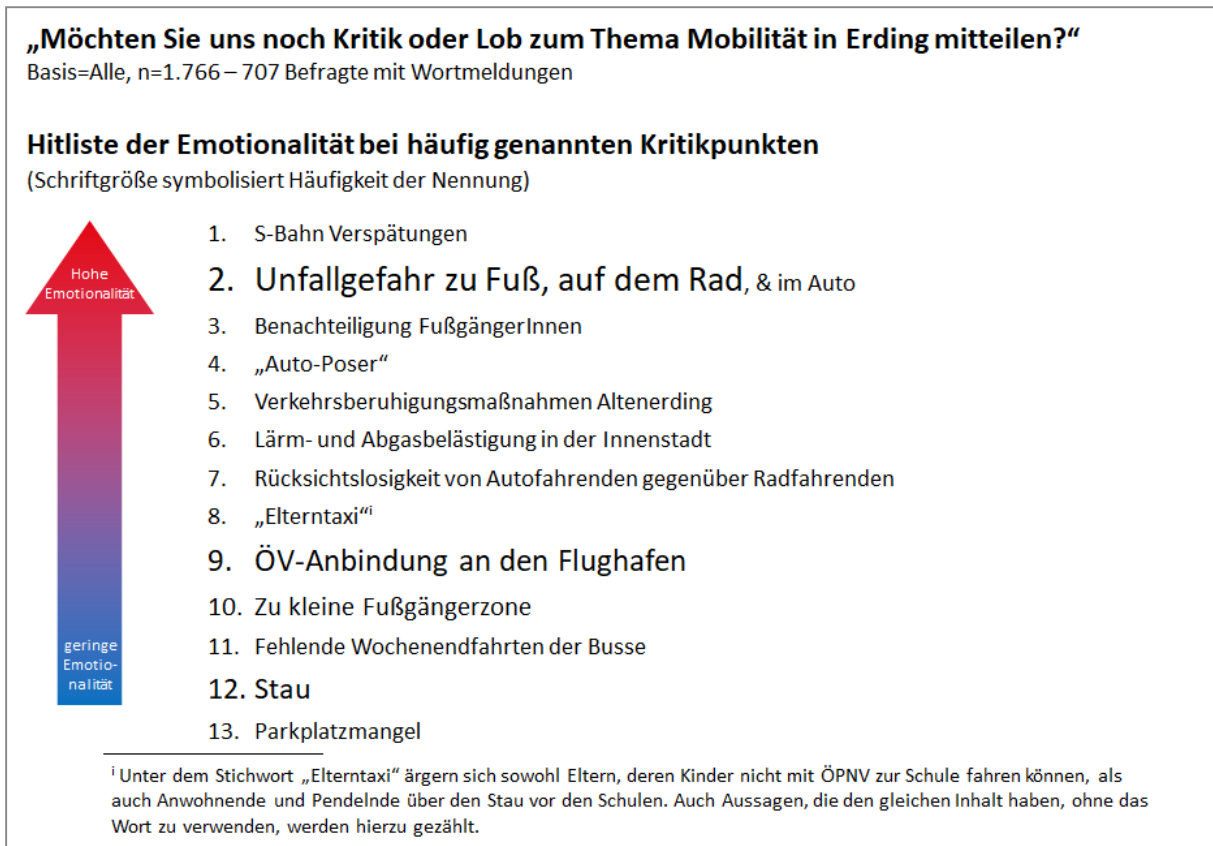 „Möchten Sie uns noch Kritik oder Lob zum Thema Mobilität in Erding mitteilen?“
Basis=Alle, n=1.766 – 707 Befragte mit Wortmeldungen
Hitliste der Emotionalität bei häufig genannten Kritikpunkten
(Schriftgröße symbolisiert Häufigkeit der Nennung)
Hohe
Emotionalität
geringe
Emotio-
nalität
1. S-Bahn Verspätungen
2. Unfallgefahr zu Fuß, auf dem Rad, & im Auto
3. Benachteiligung FußgängerInnen
4. „Auto-Poser“
5. Verkehrsberuhigungsmaßnahmen Altenerding
6. Lärm- und Abgasbelästigung in der Innenstadt
7. Rücksichtslosigkeit von Autofahrenden gegenüber Radfahrenden
8. „Elterntaxi“ⁱ
9. ÖV-Anbindung an den Flughafen
10. Zu kleine Fußgängerzone
11. Fehlende Wochenendfahrten der Busse
12. Stau
13. Parkplatzmangel
ⁱ Unter dem Stichwort „Elterntaxi“ ärgern sich sowohl Eltern, deren Kinder nicht mit ÖPNV zur Schule fahren können, als
auch Anwohnende und Pendelnde über den Stau vor den Schulen. Auch Aussagen, die den gleichen Inhalt haben, ohne das
Wort zu verwenden, werden hierzu gezählt.